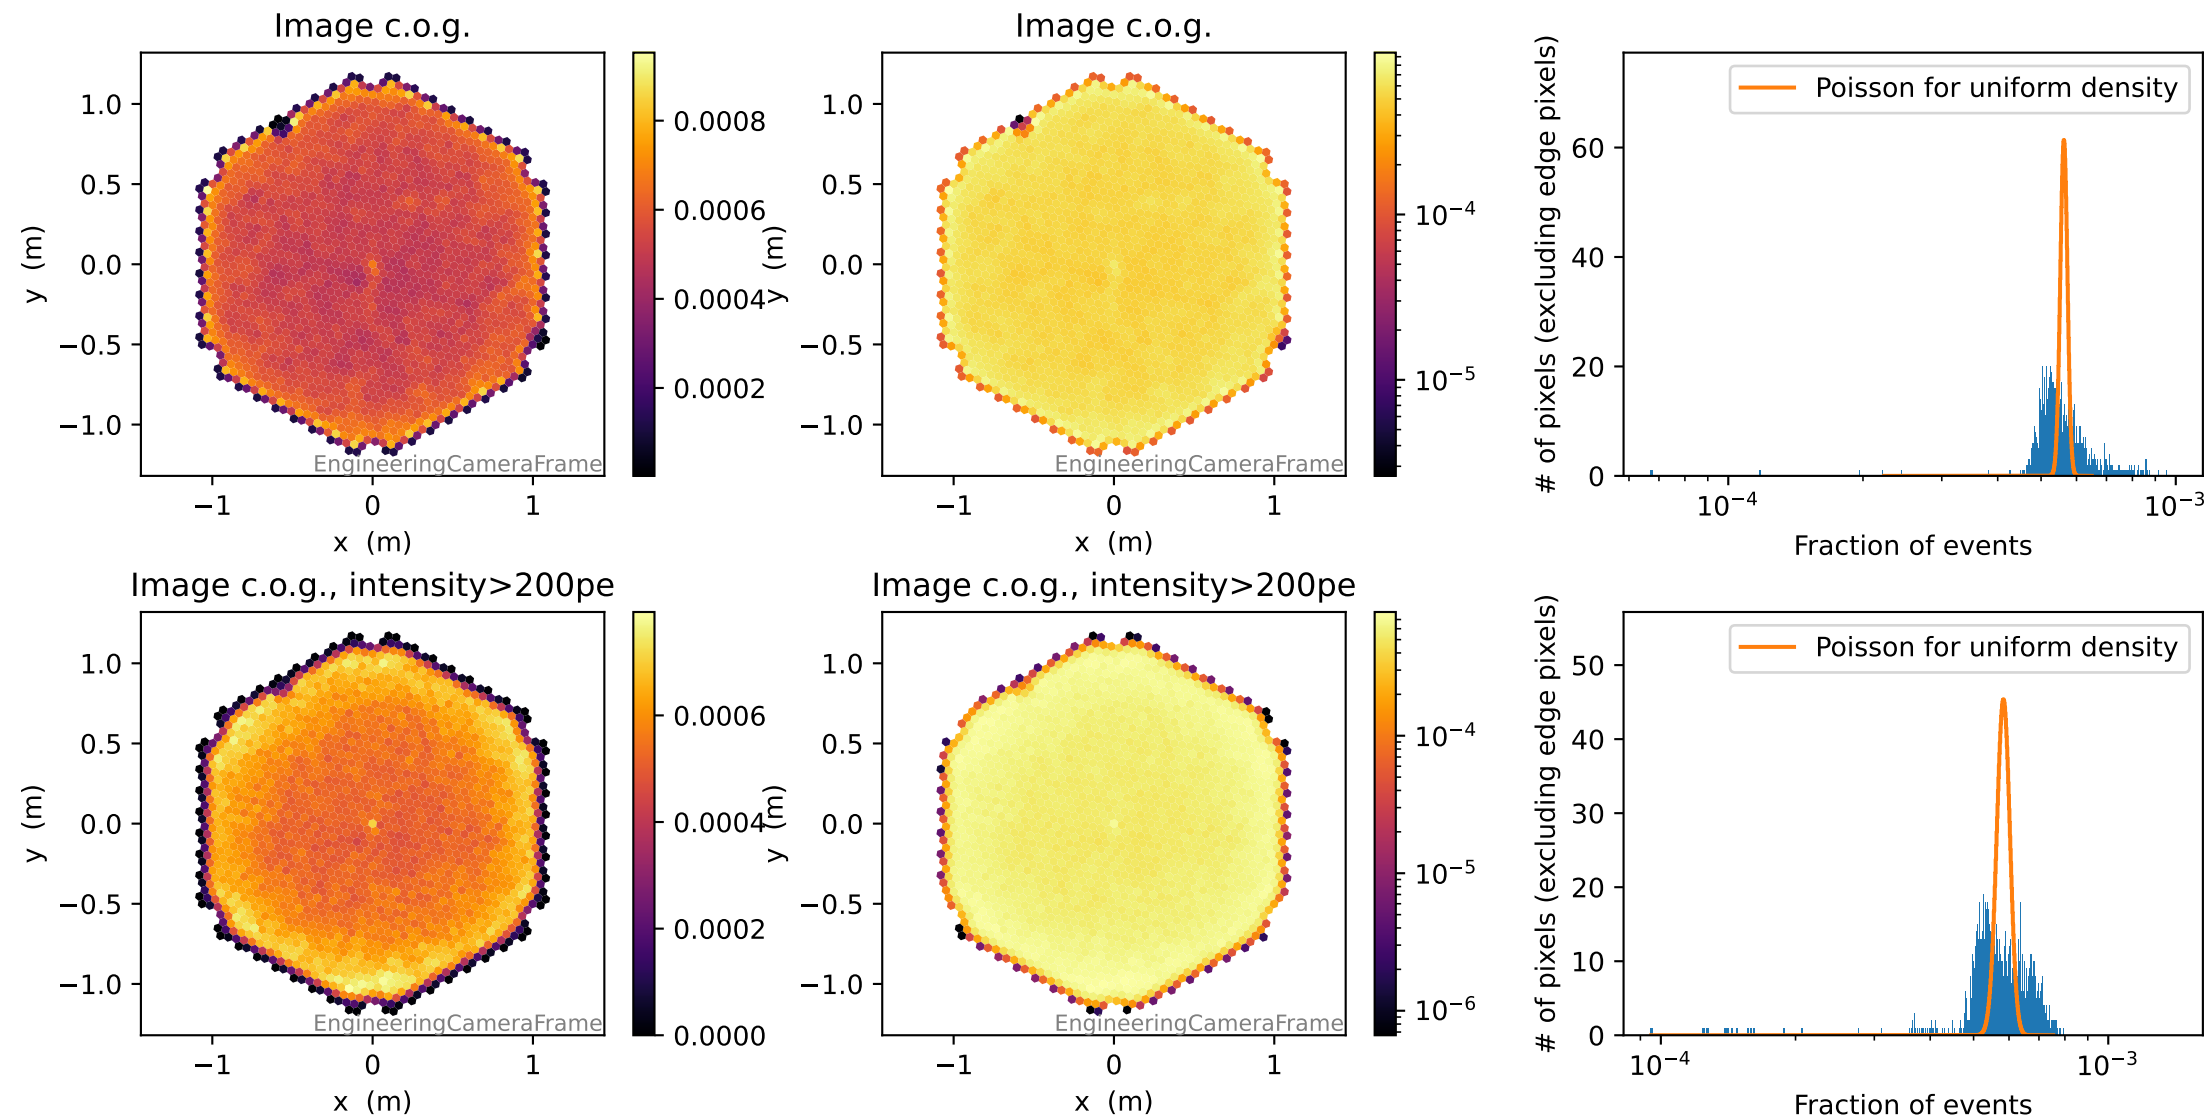 Image c.o.g.
1.0
0.5
0.0
−0.5
−1.0
y (m)
−1
0
1
x (m)
EngineeringCameraFrame
0.0008
0.0006
0.0004
0.0002
Image c.o.g.
1.0
0.5
0.0
−0.5
−1.0
y (m)
−1
0
1
x (m)
EngineeringCameraFrame
10⁻⁴
10⁻⁵
Poisson for uniform density
# of pixels (excluding edge pixels)
60
40
20
0
10⁻⁴
10⁻³
Fraction of events
Image c.o.g., intensity>200pe
1.0
0.5
0.0
−0.5
−1.0
y (m)
−1
0
1
x (m)
EngineeringCameraFrame
0.0006
0.0004
0.0002
0.0000
Image c.o.g., intensity>200pe
1.0
0.5
0.0
−0.5
−1.0
y (m)
−1
0
1
x (m)
EngineeringCameraFrame
10⁻⁴
10⁻⁵
10⁻⁶
Poisson for uniform density
# of pixels (excluding edge pixels)
50
40
30
20
10
0
10⁻⁴
10⁻³
Fraction of events